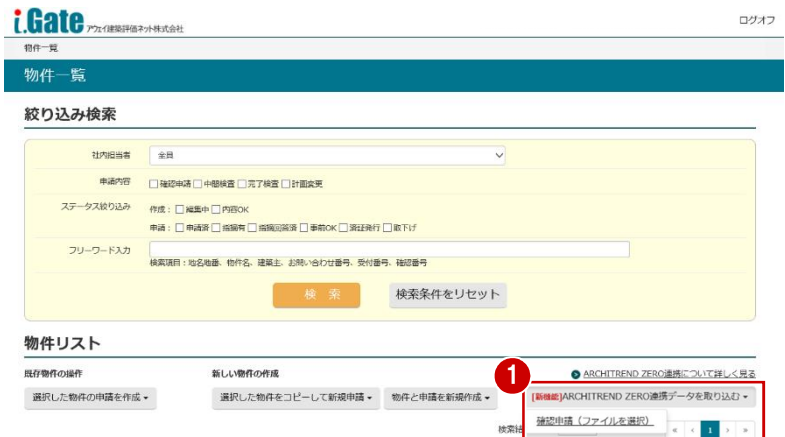 i.Gate アウェイ建築評価ネット株式会社
ログオフ
物件一覧
物件一覧
絞り込み検索
社内担当者 全員
申請内容 確認申請 中間検査 完了検査 計画変更
ステータス絞り込み 作成： 編集中 内容OK
申請： 申請済 指摘有 指摘回答済 事前OK 済証発行 取下げ
フリーワード入力
検索項目：地名地番、物件名、建築主、お問い合わせ番号、受付番号、確認番号
検　索 検索条件をリセット
物件リスト
既存物件の操作 新しい物件の作成 1 ARCHITREND ZERO連携について詳しく見る
選択した物件の申請を作成 選択した物件をコピーして新規申請 物件と申請を新規作成 [新機能]ARCHITREND ZERO連携データを取り込む
確認申請（ファイルを選択）
検索結 « ‹ 1 › »